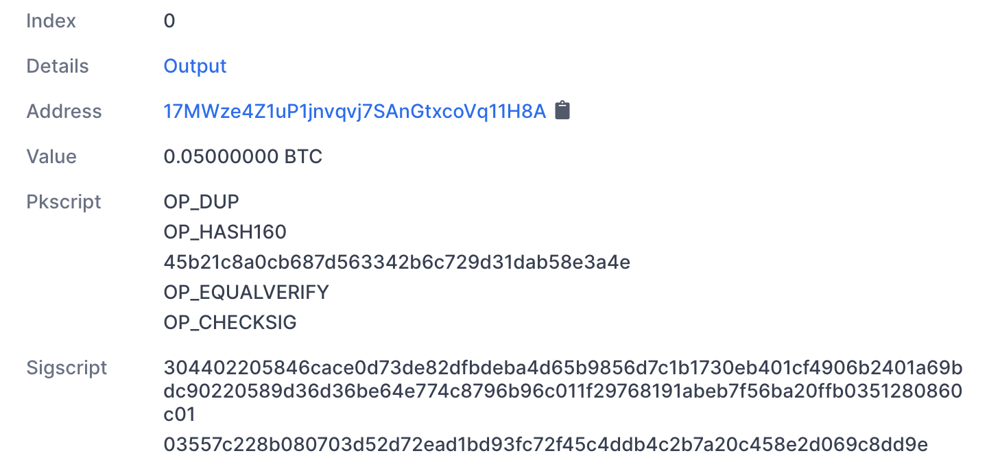 Index 0
Details Output
Address 17MWze4Z1uP1jnvqvj7SAnGtxcoVq11H8A
Value 0.05000000 BTC
Pkscript OP_DUP
OP_HASH160
45b21c8a0cb687d563342b6c729d31dab58e3a4e
OP_EQUALVERIFY
OP_CHECKSIG
Sigscript 304402205846cace0d73de82dfbdeba4d65b9856d7c1b1730eb401cf4906b2401a69b
dc90220589d36d36be64e774c8796b96c011f29768191abeb7f56ba20ffb0351280860
c01
03557c228b080703d52d72ead1bd93fc72f45c4ddb4c2b7a20c458e2d069c8dd9e